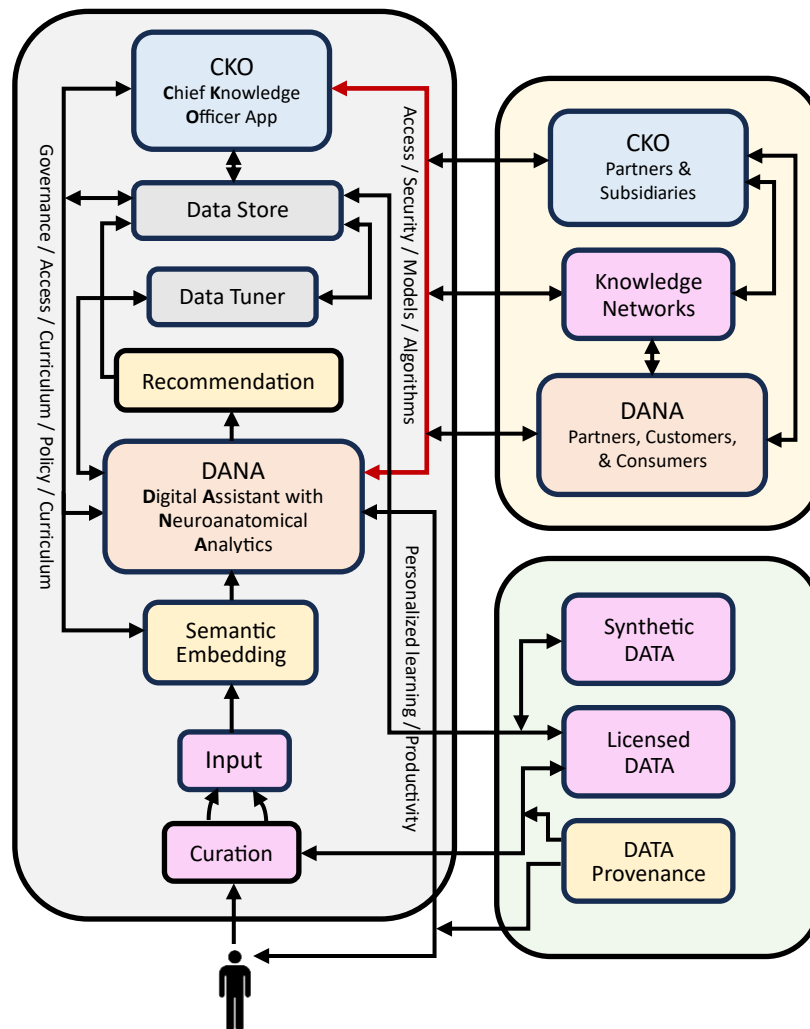 CKO
Chief Knowledge
Officer App
Data Store
Data Tuner
Recommendation
DANA
Digital Assistant with
Neuroanatomical
Analytics
Semantic
Embedding
Input
Curation
Governance / Access / Curriculum / Policy / Curriculum
Access / Security / Models / Algorithms
Personalized learning / Productivity
CKO
Partners &
Subsidiaries
Knowledge
Networks
DANA
Partners, Customers,
& Consumers
Synthetic
DATA
Licensed
DATA
DATA
Provenance